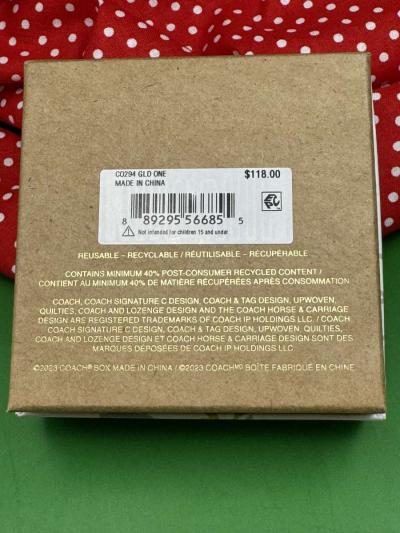 CO294 GLD ONE $118.00
MADE IN CHINA
8 89295 56685 5
Not intended for children 15 and under
REUSABLE – RECYCLABLE / RÉUTILISABLE – RÉCUPÉRABLE
CONTAINS MINIMUM 40% POST-CONSUMER RECYCLED CONTENT /
CONTIENT AU MINIMUM 40% DE MATIÈRE RÉCUPÉRÉES APRÈS CONSOMMATION
COACH, COACH SIGNATURE C DESIGN, COACH & TAG DESIGN, UPWOVEN,
QUILTIES, COACH AND LOZENGE DESIGN AND THE COACH HORSE & CARRIAGE
DESIGN ARE REGISTERED TRADEMARKS OF COACH IP HOLDINGS LLC. / COACH,
COACH SIGNATURE C DESIGN, COACH & TAG DESIGN, UPWOVEN, QUILTIES,
COACH AND LOZENGE DESIGN ET COACH HORSE & CARRIAGE DESIGN SONT DES
MARQUES DÉPOSÉES DE COACH IP HOLDINGS LLC.
©2023 COACH® BOX MADE IN CHINA / ©2023 COACH® BOÎTE FABRIQUÉE EN CHINE